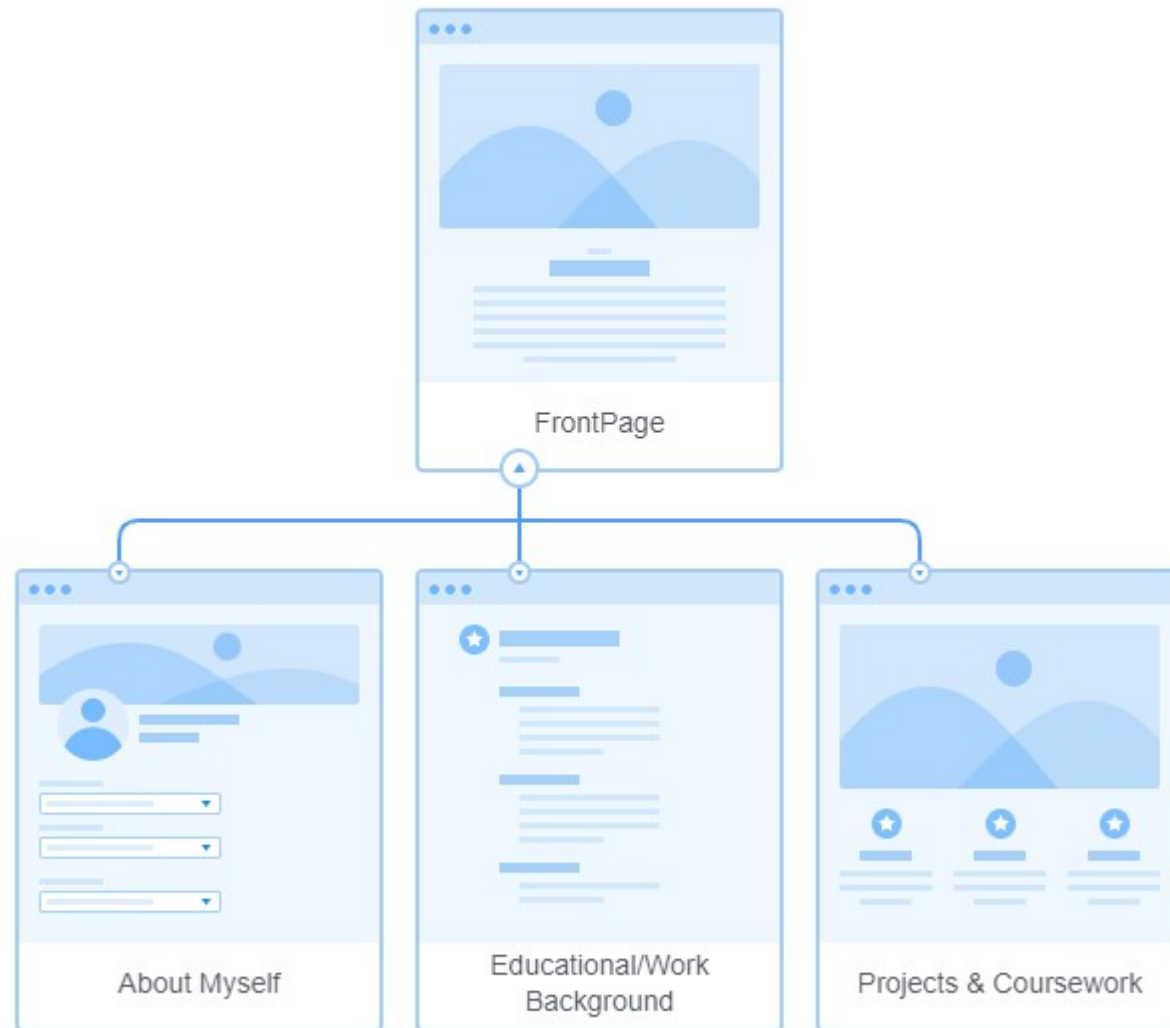 FrontPage
About Myself
Educational/Work
Background
Projects & Coursework